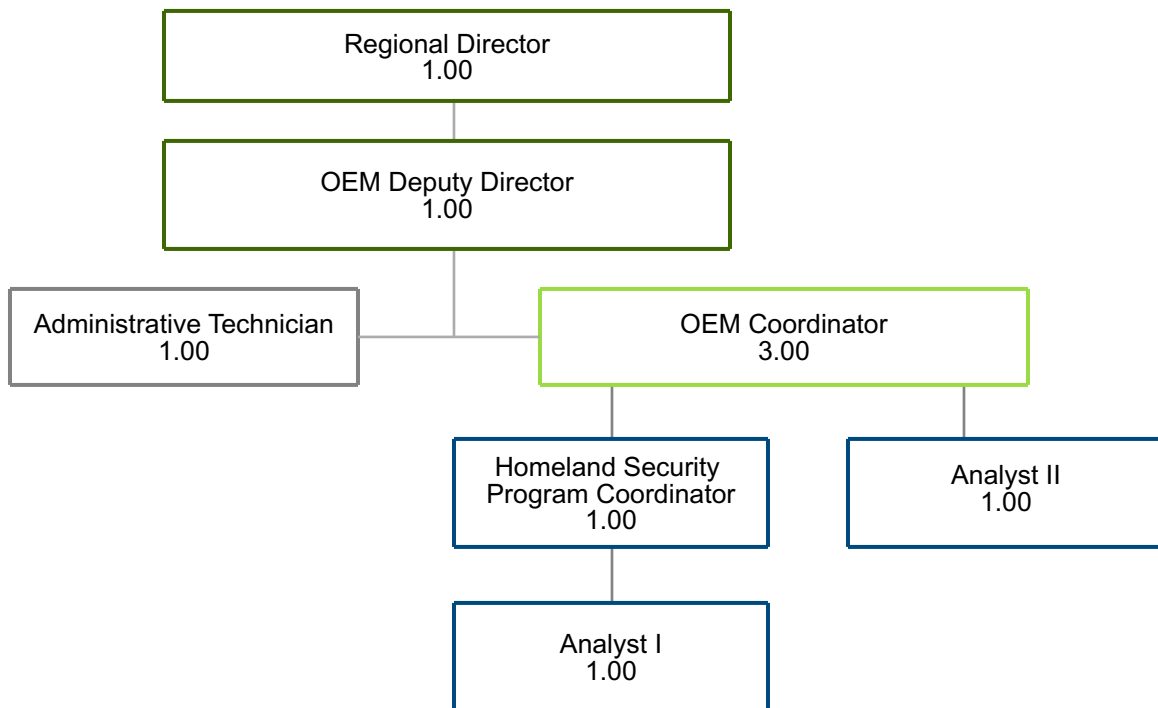 Regional Director
1.00
OEM Deputy Director
1.00
Administrative Technician
1.00
OEM Coordinator
3.00
Homeland Security
Program Coordinator
1.00
Analyst II
1.00
Analyst I
1.00